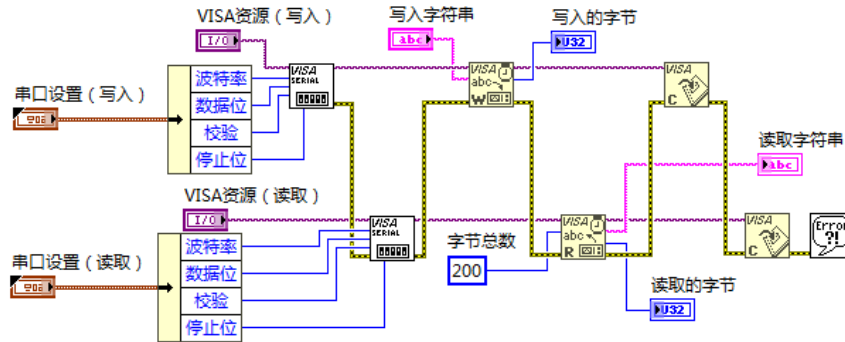 VISA资源（写入）
I/O
写入字符串
abc
写入的字节
U32
串口设置（写入）
波特率
数据位
校验
停止位
VISA
SERIAL
VISA
abc
W
VISA
C
读取字符串
abc
VISA资源（读取）
I/O
串口设置（读取）
波特率
数据位
校验
停止位
VISA
SERIAL
字节总数
200
VISA
abc
R
VISA
C
Error
?!
读取的字节
U32